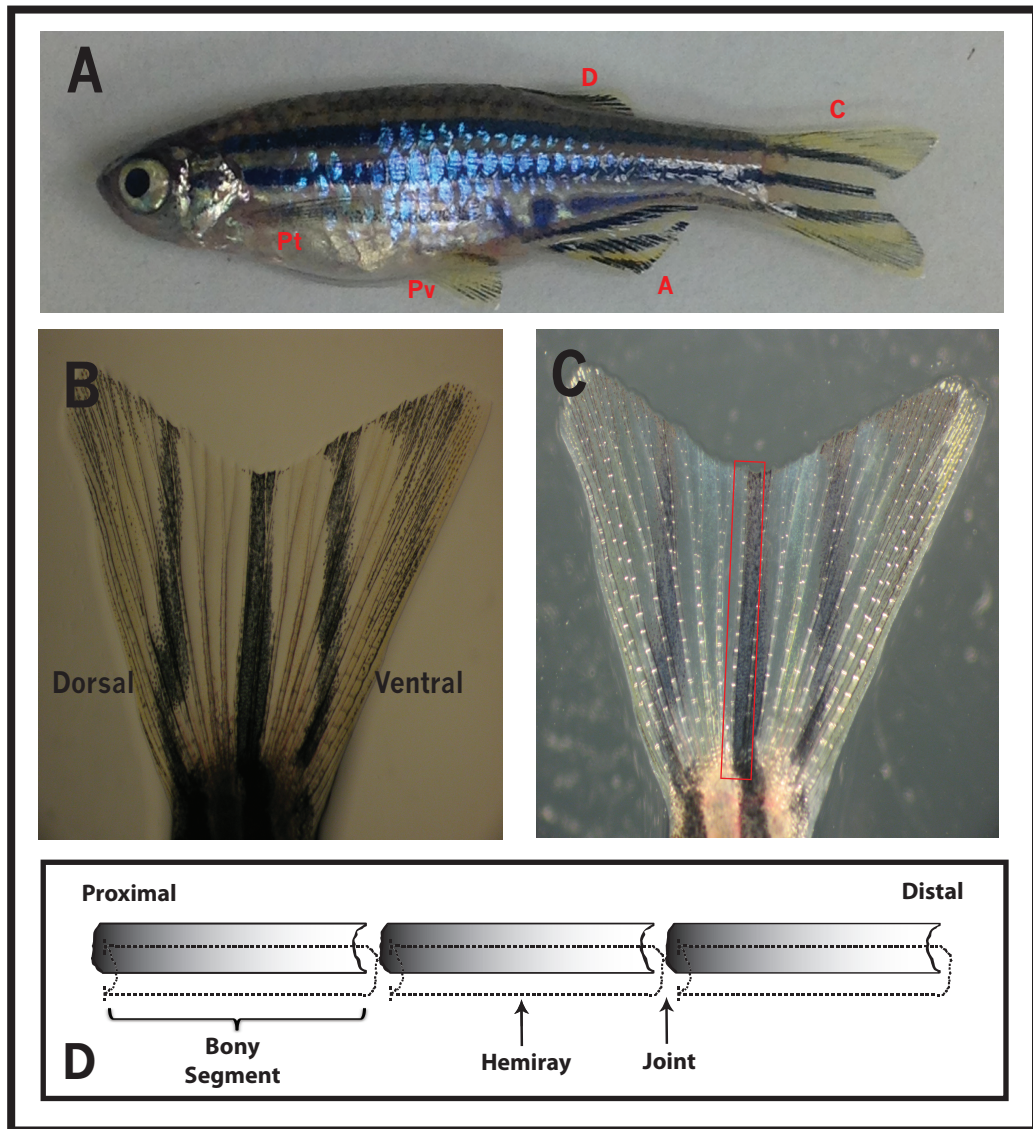 A
D
C
Pt
Pv
A
B
Dorsal
Ventral
C
Proximal
Distal
Bony
Segment
Hemiray
Joint
D